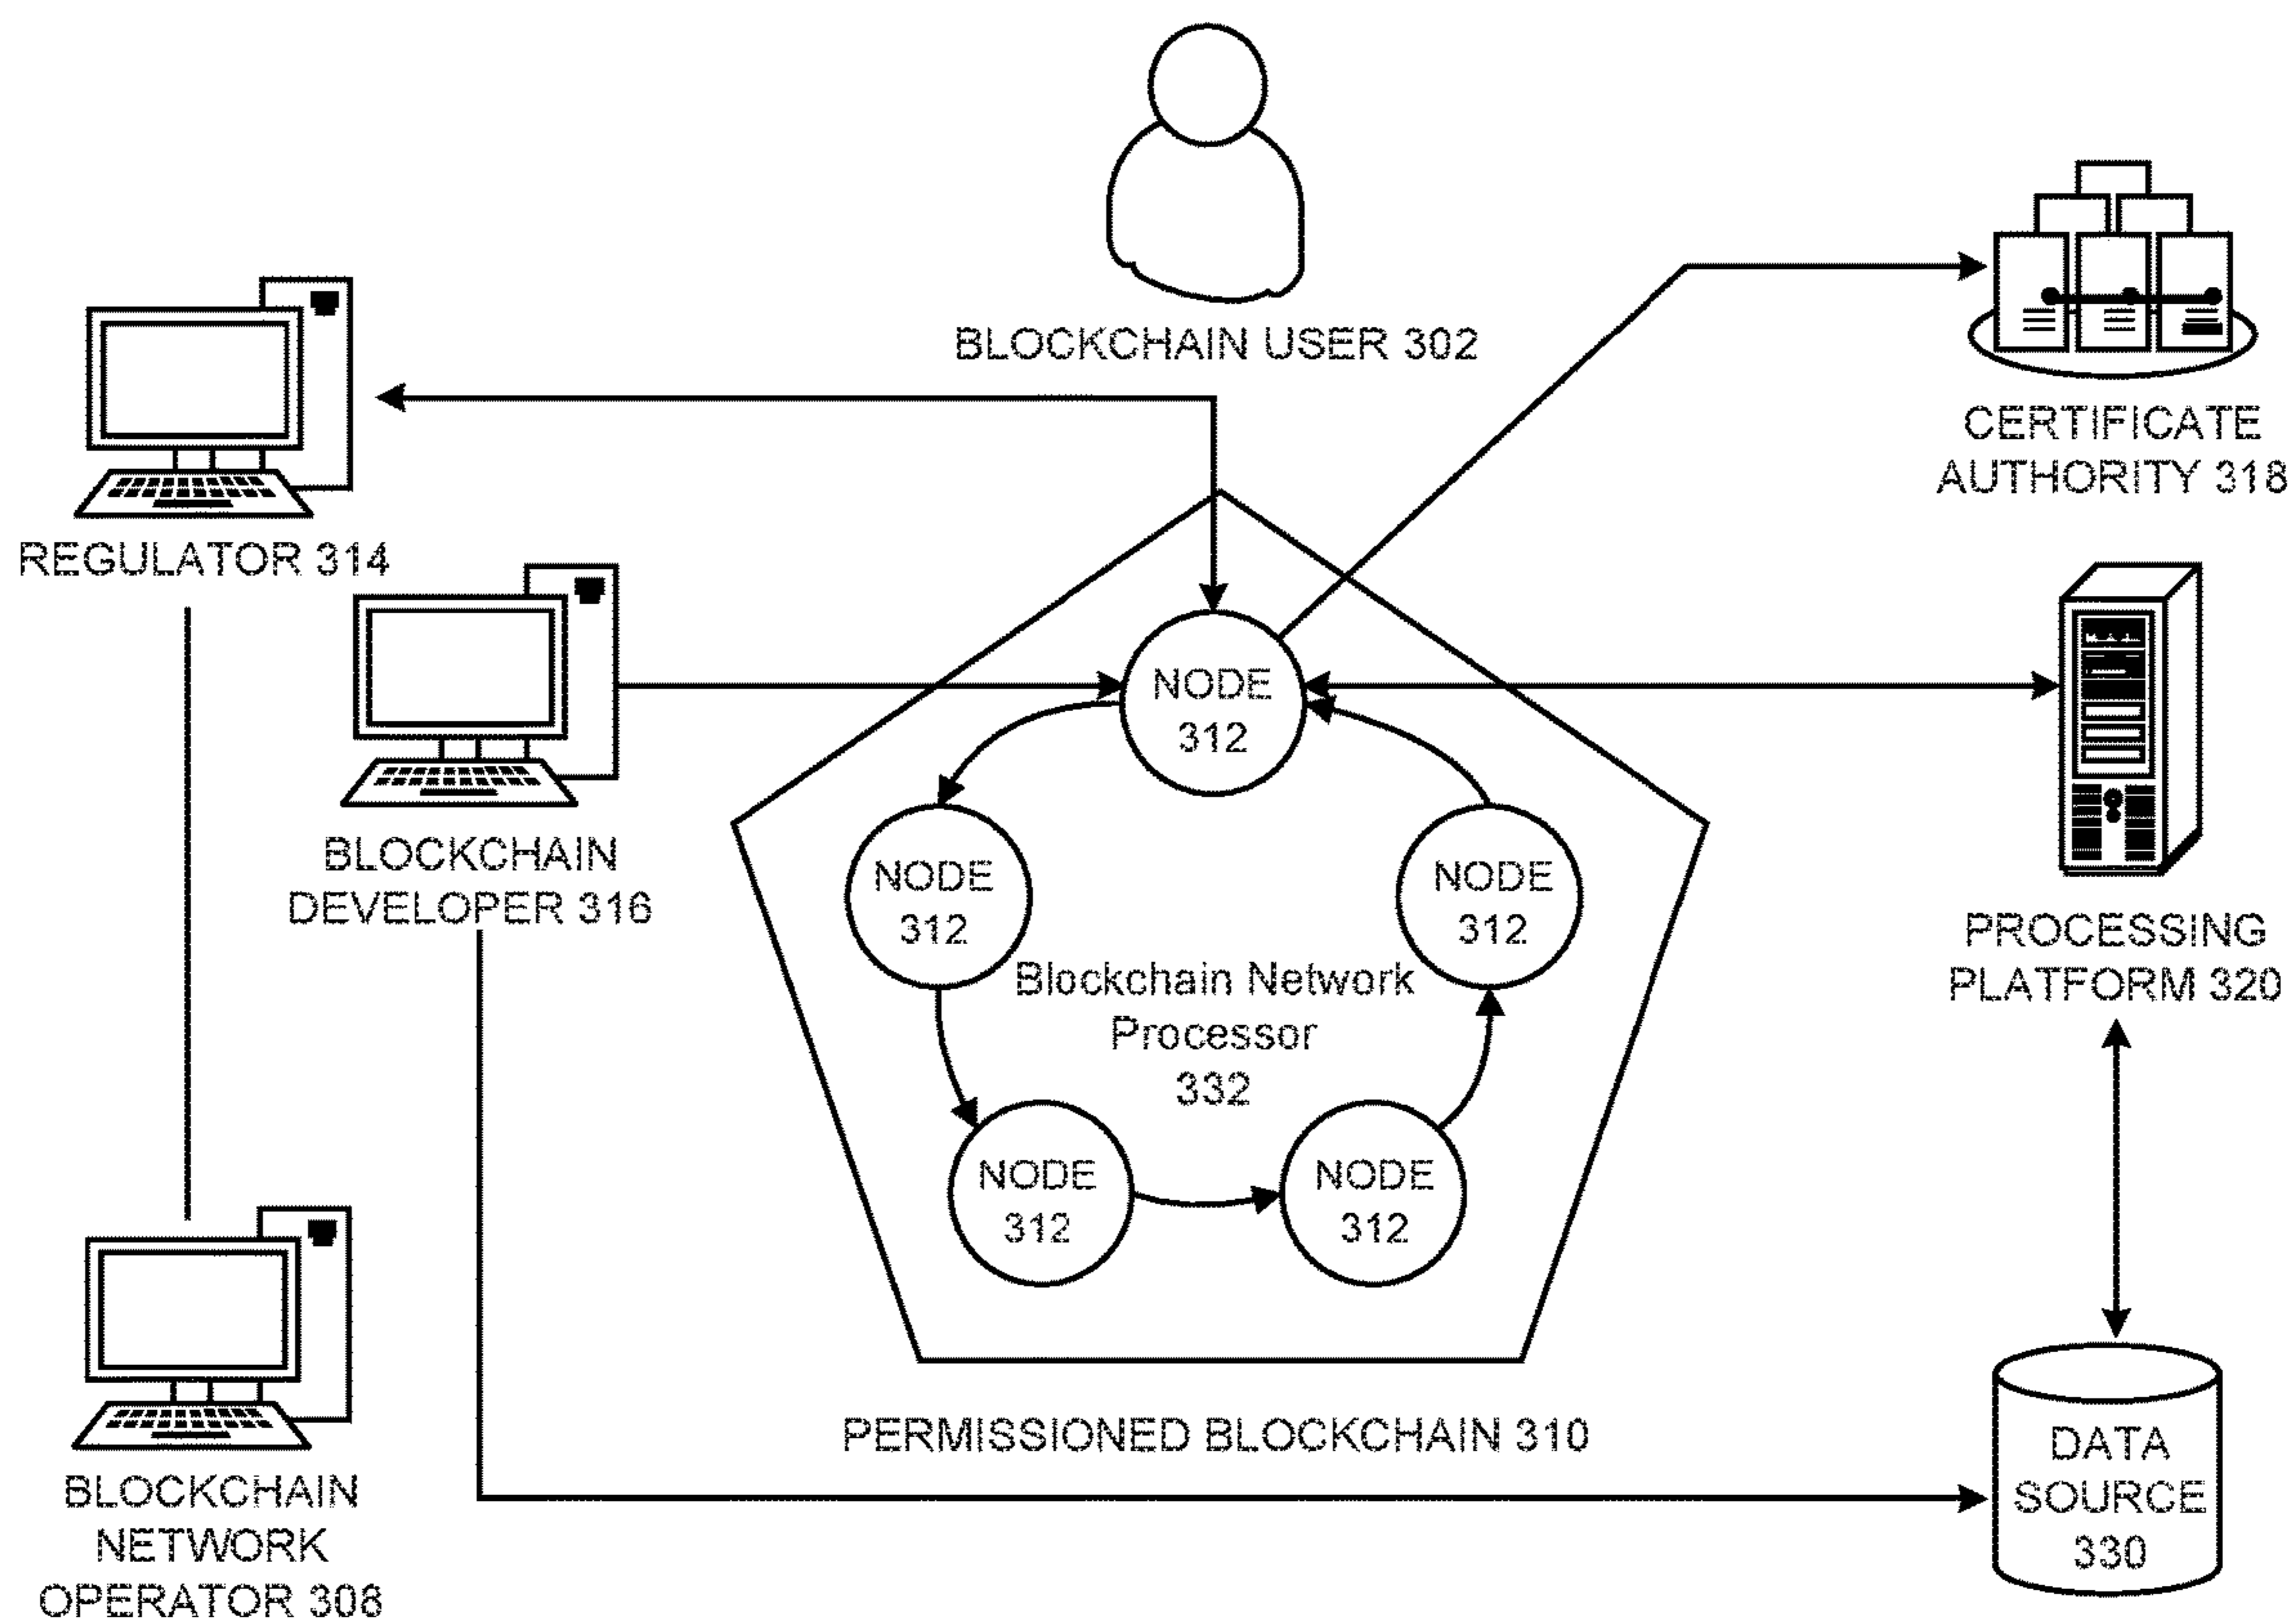 BLOCKCHAIN USER 302
CERTIFICATE
AUTHORITY 318
REGULATOR 314
BLOCKCHAIN
DEVELOPER 316
NODE
312
NODE
312
NODE
312
Blockchain Network
Processor
332
NODE
312
NODE
312
PROCESSING
PLATFORM 320
PERMISSIONED BLOCKCHAIN 310
BLOCKCHAIN
NETWORK
OPERATOR 308
DATA
SOURCE
330